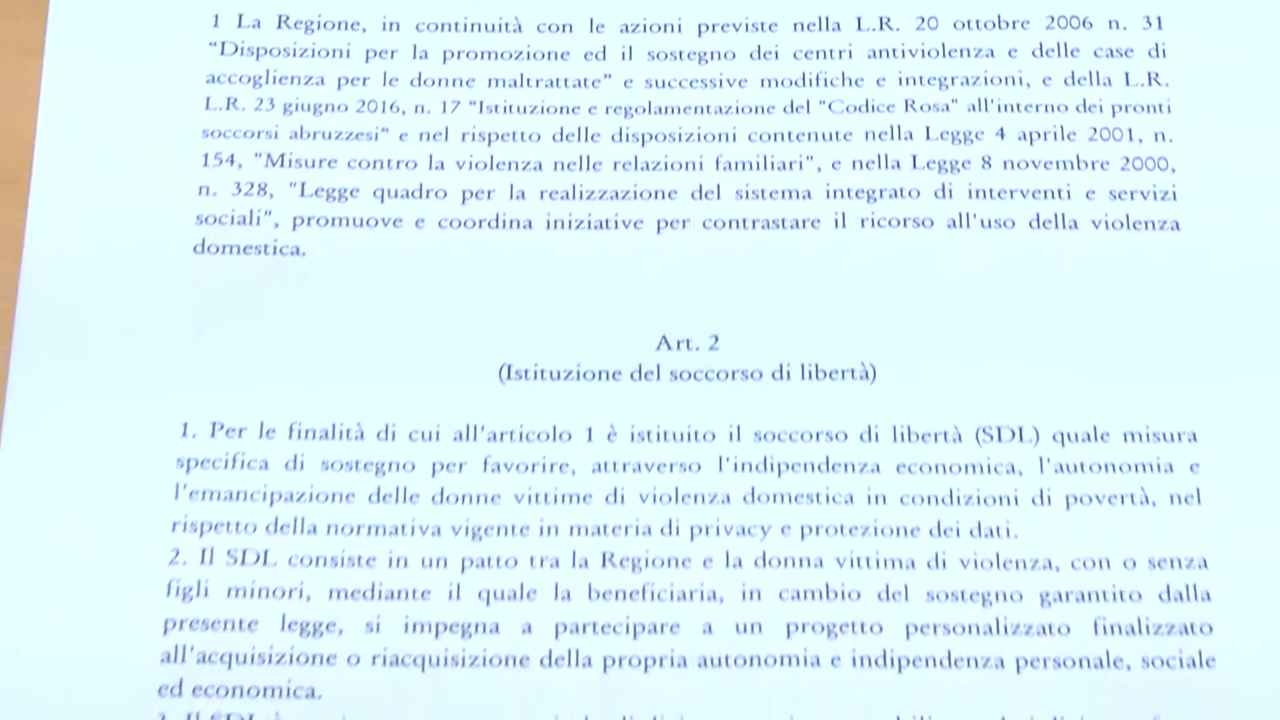 1 La Regione, in continuità con le azioni previste nella L.R. 20 ottobre 2006 n. 31
"Disposizioni per la promozione ed il sostegno dei centri antiviolenza e delle case di
accoglienza per le donne maltrattate" e successive modifiche e integrazioni, e della L.R.
L.R. 23 giugno 2016, n. 17 "Istituzione e regolamentazione del "Codice Rosa" all'interno dei pronti
soccorsi abruzzesi" e nel rispetto delle disposizioni contenute nella Legge 4 aprile 2001, n.
154, "Misure contro la violenza nelle relazioni familiari", e nella Legge 8 novembre 2000,
n. 328, "Legge quadro per la realizzazione del sistema integrato di interventi e servizi
sociali", promuove e coordina iniziative per contrastare il ricorso all'uso della violenza
domestica.
Art. 2
(Istituzione del soccorso di libertà)
1. Per le finalità di cui all'articolo 1 è istituito il soccorso di libertà (SDL) quale misura
specifica di sostegno per favorire, attraverso l'indipendenza economica, l'autonomia e
l'emancipazione delle donne vittime di violenza domestica in condizioni di povertà, nel
rispetto della normativa vigente in materia di privacy e protezione dei dati.
2. Il SDL consiste in un patto tra la Regione e la donna vittima di violenza, con o senza
figli minori, mediante il quale la beneficiaria, in cambio del sostegno garantito dalla
presente legge, si impegna a partecipare a un progetto personalizzato finalizzato
all'acquisizione o riacquisizione della propria autonomia e indipendenza personale, sociale
ed economica.